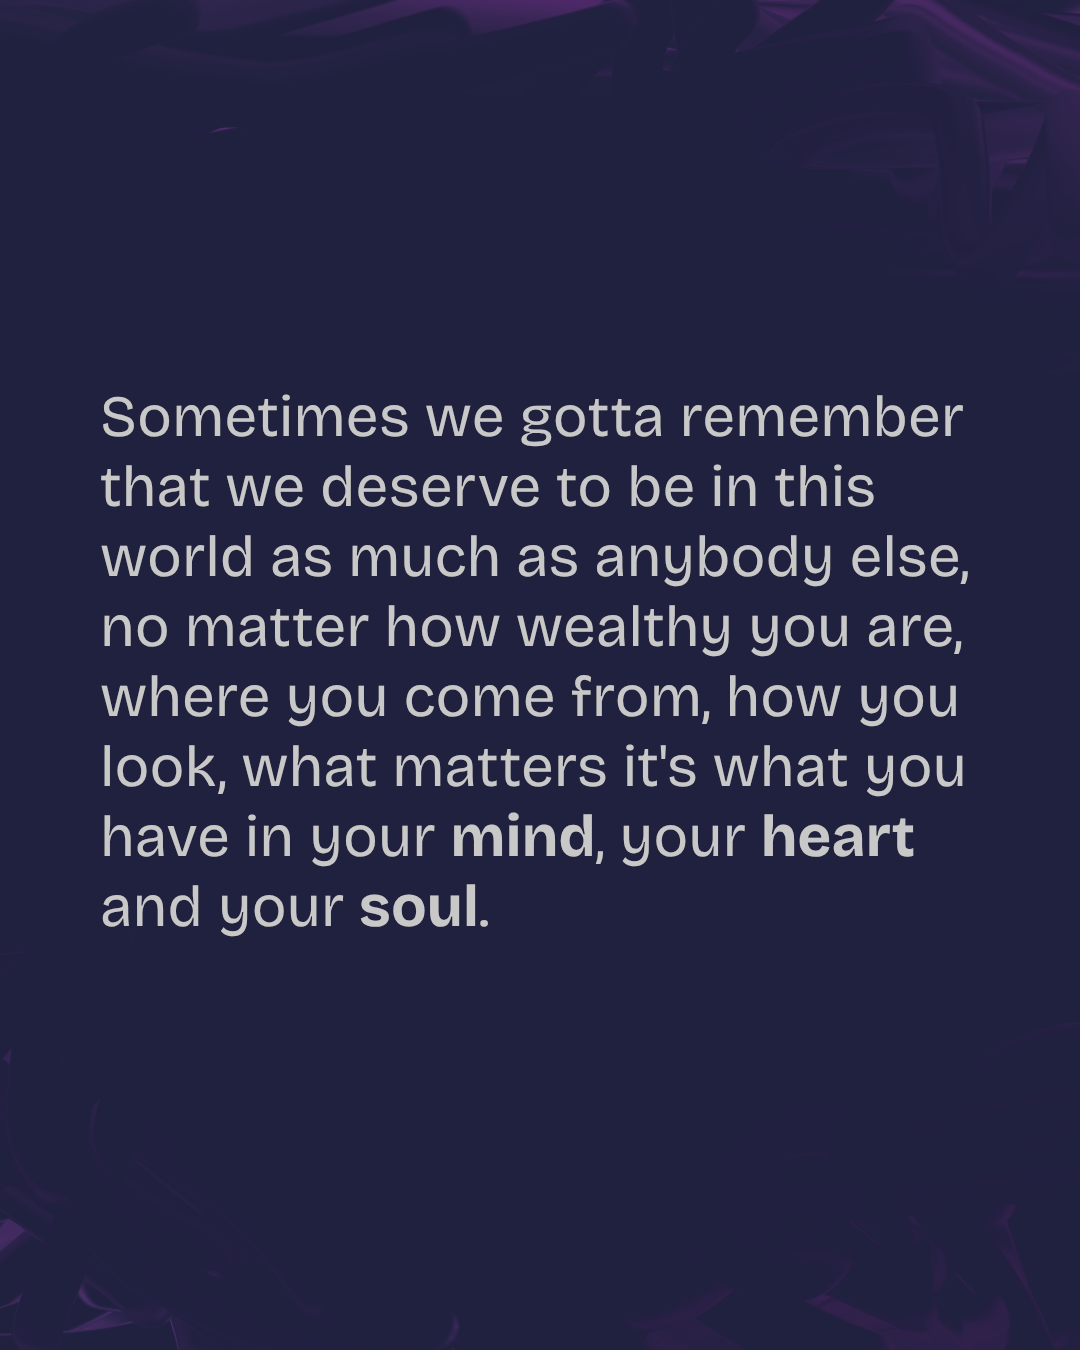 Sometimes we gotta remember
that we deserve to be in this
world as much as anybody else,
no matter how wealthy you are,
where you come from, how you
look, what matters it's what you
have in your mind, your heart
and your soul.